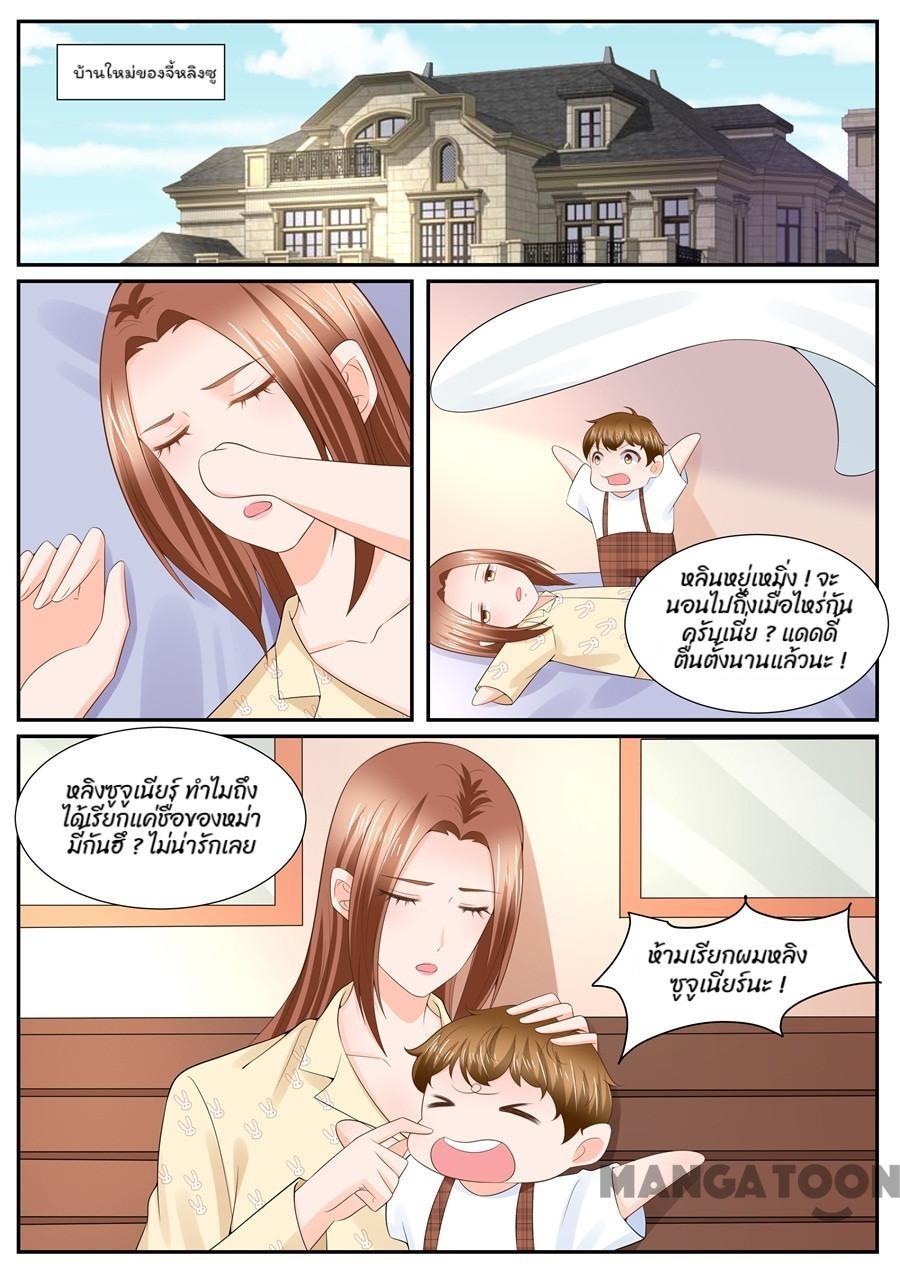 บ้านใหม่ของจี้หลิงซู
หลินหยู่เหมิ่ง ! จะ
นอนไปถึงเมื่อไหร่กัน
ครับเนี่ย ? แดดดี้
ตื่นตั้งนานแล้วนะ !
หลิงซูจูเนียร์ ทำไมถึง
ได้เรียกแค่ชื่อของหม่า
มี้กันฮึ ? ไม่น่ารักเลย
ห้ามเรียกผมหลิง
ซูจูเนียร์นะ !
MANGATOON